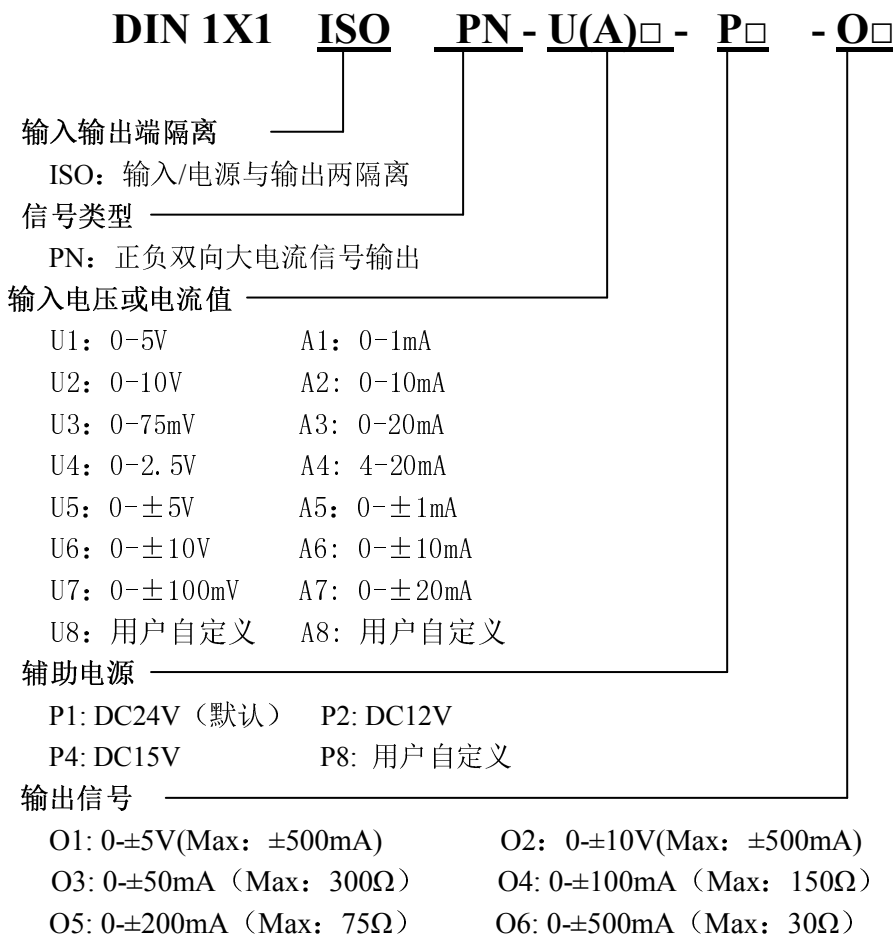 DIN 1X1 ISO PN - U(A)□ - P□ - O□
输入输出端隔离
ISO：输入/电源与输出两隔离
信号类型
PN：正负双向大电流信号输出
输入电压或电流值
U1：0-5V A1：0-1mA
U2：0-10V A2：0-10mA
U3：0-75mV A3：0-20mA
U4：0-2.5V A4：4-20mA
U5：0-±5V A5：0-±1mA
U6：0-±10V A6：0-±10mA
U7：0-±100mV A7：0-±20mA
U8：用户自定义 A8：用户自定义
辅助电源
P1: DC24V（默认） P2: DC12V
P4: DC15V P8: 用户自定义
输出信号
O1: 0-±5V(Max：±500mA) O2：0-±10V(Max：±500mA)
O3: 0-±50mA（Max：300Ω） O4: 0-±100mA（Max：150Ω）
O5: 0-±200mA（Max：75Ω） O6: 0-±500mA（Max：30Ω）